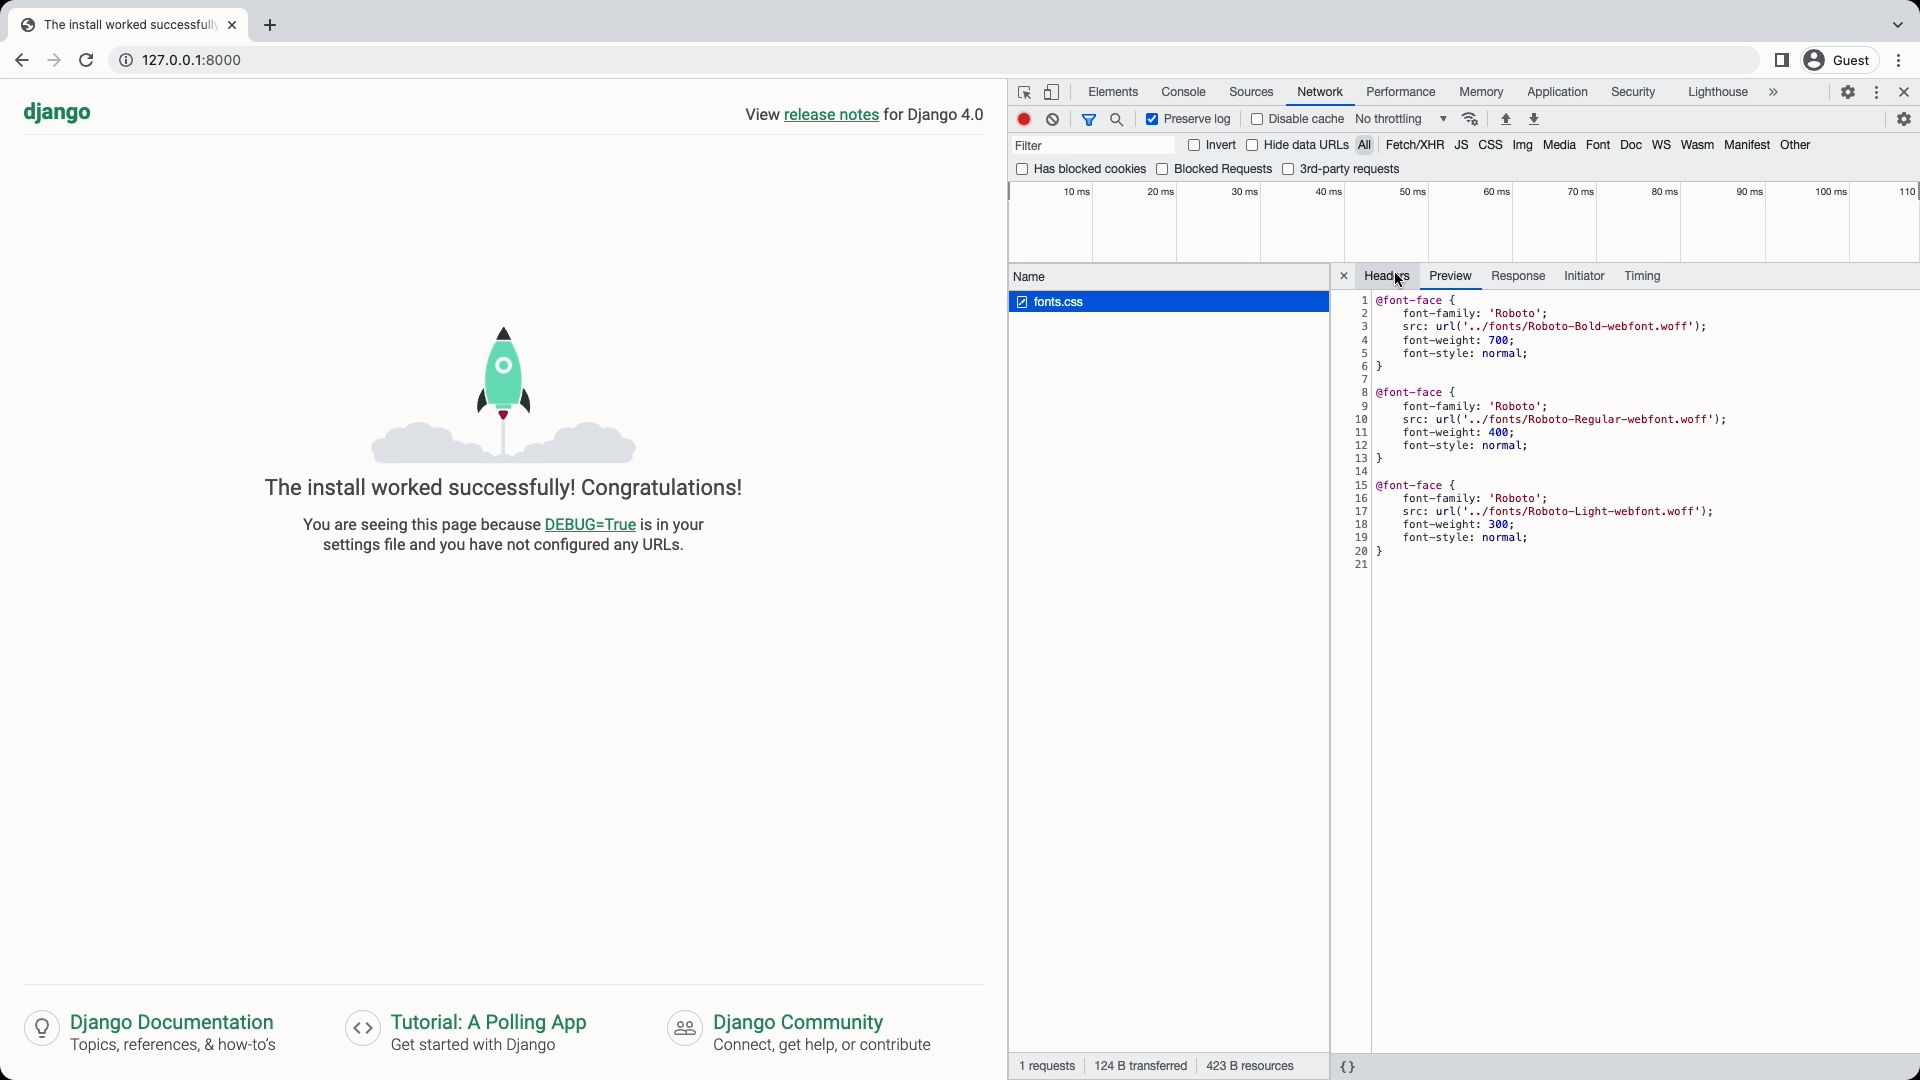 The install worked successfully
127.0.0.1:8000
Guest
django
View release notes for Django 4.0
The install worked successfully! Congratulations!
You are seeing this page because DEBUG=True is in your
settings file and you have not configured any URLs.
Django Documentation
Topics, references, & how-to's
Tutorial: A Polling App
Get started with Django
Django Community
Connect, get help, or contribute
Elements Console Sources Network Performance Memory Application Security Lighthouse
Preserve log Disable cache No throttling
Filter Invert Hide data URLs All Fetch/XHR JS CSS Img Media Font Doc WS Wasm Manifest Other
Has blocked cookies Blocked Requests 3rd-party requests
10 ms 20 ms 30 ms 40 ms 50 ms 60 ms 70 ms 80 ms 90 ms 100 ms 110
Name
fonts.css
Headers Preview Response Initiator Timing
1 @font-face {
2 font-family: 'Roboto';
3 src: url('../fonts/Roboto-Bold-webfont.woff');
4 font-weight: 700;
5 font-style: normal;
6 }
7
8 @font-face {
9 font-family: 'Roboto';
10 src: url('../fonts/Roboto-Regular-webfont.woff');
11 font-weight: 400;
12 font-style: normal;
13 }
14
15 @font-face {
16 font-family: 'Roboto';
17 src: url('../fonts/Roboto-Light-webfont.woff');
18 font-weight: 300;
19 font-style: normal;
20 }
21
1 requests 124 B transferred 423 B resources
{}